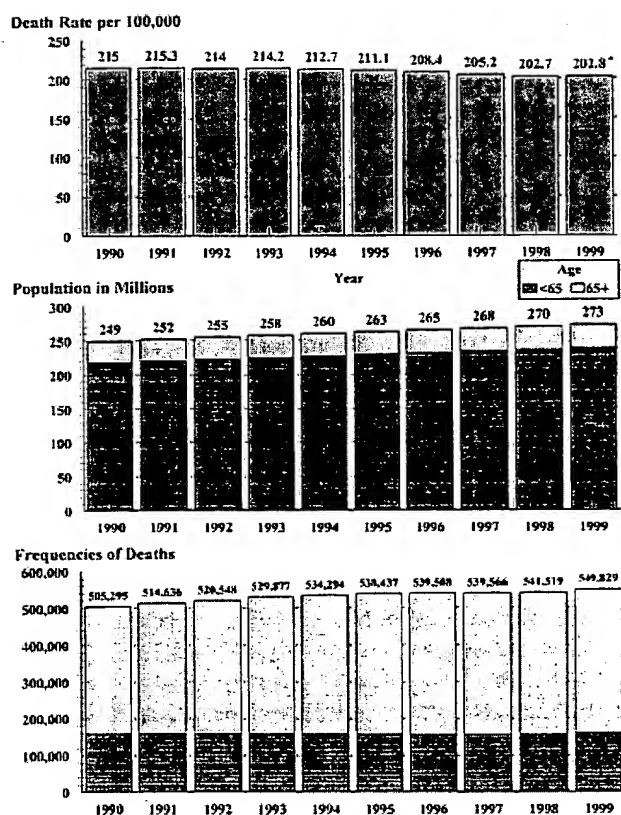 Death Rate per 100,000
250
215 215.3 214 214.2 212.7 211.1 208.4 205.2 202.7 202.8*
200
150
100
50
0
1990 1991 1992 1993 1994 1995 1996 1997 1998 1999
Year
Age
<65 65+
Population in Millions
300
249 252 255 258 260 263 265 268 270 273
250
200
150
100
50
0
1990 1991 1992 1993 1994 1995 1996 1997 1998 1999
Frequencies of Deaths
600,000
505,295 514,636 520,548 529,877 534,294 538,437 539,566 541,519 549,829
500,000
400,000
300,000
200,000
100,000
0
1990 1991 1992 1993 1994 1995 1996 1997 1998 1999